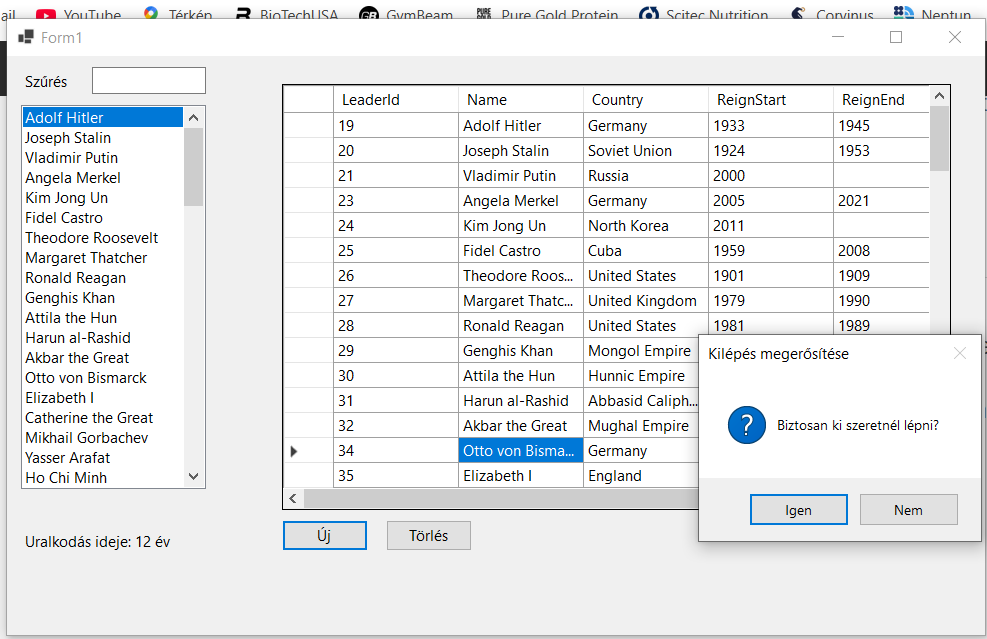 ail YouTube Térkép BioTechUSA GymBeam Pure Gold Protein Scitec Nutrition Corvinus Neptun
Form1
Szűrés
Adolf Hitler
Joseph Stalin
Vladimir Putin
Angela Merkel
Kim Jong Un
Fidel Castro
Theodore Roosevelt
Margaret Thatcher
Ronald Reagan
Genghis Khan
Attila the Hun
Harun al-Rashid
Akbar the Great
Otto von Bismarck
Elizabeth I
Catherine the Great
Mikhail Gorbachev
Yasser Arafat
Ho Chi Minh
Uralkodás ideje: 12 év
LeaderId Name Country ReignStart ReignEnd
19 Adolf Hitler Germany 1933 1945
20 Joseph Stalin Soviet Union 1924 1953
21 Vladimir Putin Russia 2000
23 Angela Merkel Germany 2005 2021
24 Kim Jong Un North Korea 2011
25 Fidel Castro Cuba 1959 2008
26 Theodore Roos... United States 1901 1909
27 Margaret Thatc... United Kingdom 1979 1990
28 Ronald Reagan United States 1981 1989
29 Genghis Khan Mongol Empire
30 Attila the Hun Hunnic Empire
31 Harun al-Rashid Abbasid Caliph...
32 Akbar the Great Mughal Empire
34 Otto von Bisma... Germany
35 Elizabeth I England
Új Törlés
Kilépés megerősítése
Biztosan ki szeretnél lépni?
Igen Nem